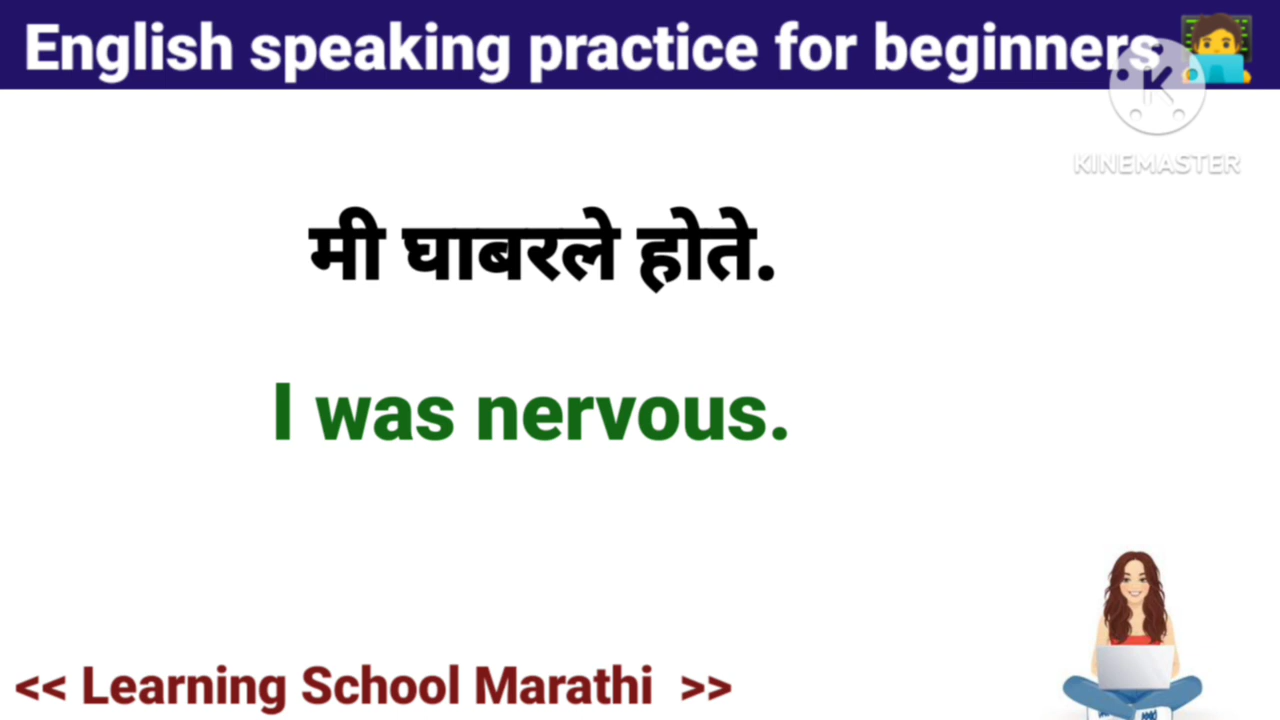 English speaking practice for beginners
KINEMASTER
मी घाबरले होते.
I was nervous.
<< Learning School Marathi >>